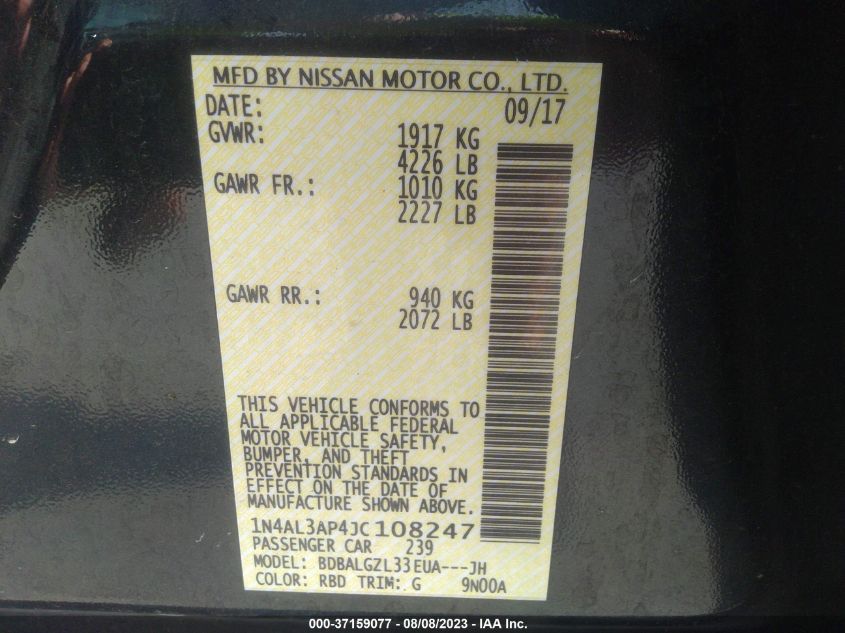 MFD BY NISSAN MOTOR CO., LTD.
DATE: 09/17
GVWR: 1917 KG
4226 LB
GAWR FR.: 1010 KG
2227 LB
GAWR RR.: 940 KG
2072 LB
THIS VEHICLE CONFORMS TO
ALL APPLICABLE FEDERAL
MOTOR VEHICLE SAFETY,
BUMPER, AND THEFT
PREVENTION STANDARDS IN
EFFECT ON THE DATE OF
MANUFACTURE SHOWN ABOVE.
1N4AL3AP4JC108247
PASSENGER CAR 239
MODEL: BDBALGZL33EUA---JH
COLOR: RBD TRIM: G 9N00A
000-37159077 - 08/08/2023 - IAA Inc.